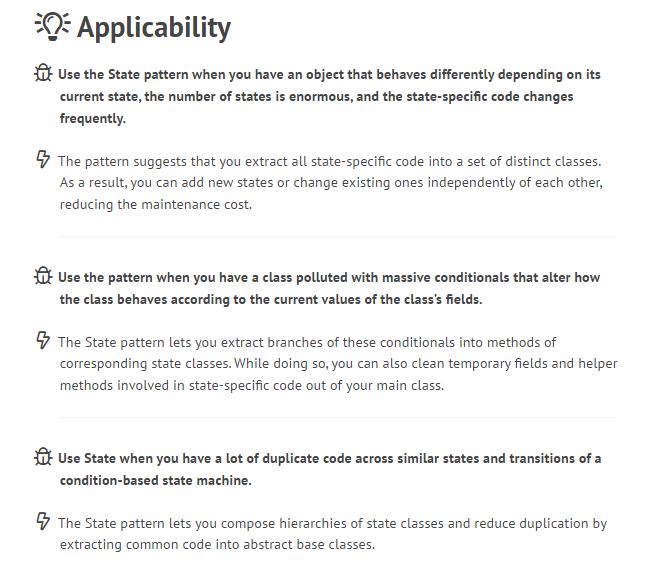 Applicability
Use the State pattern when you have an object that behaves differently depending on its
current state, the number of states is enormous, and the state-specific code changes
frequently.
The pattern suggests that you extract all state-specific code into a set of distinct classes.
As a result, you can add new states or change existing ones independently of each other,
reducing the maintenance cost.
Use the pattern when you have a class polluted with massive conditionals that alter how
the class behaves according to the current values of the class’s fields.
The State pattern lets you extract branches of these conditionals into methods of
corresponding state classes. While doing so, you can also clean temporary fields and helper
methods involved in state-specific code out of your main class.
Use State when you have a lot of duplicate code across similar states and transitions of a
condition-based state machine.
The State pattern lets you compose hierarchies of state classes and reduce duplication by
extracting common code into abstract base classes.